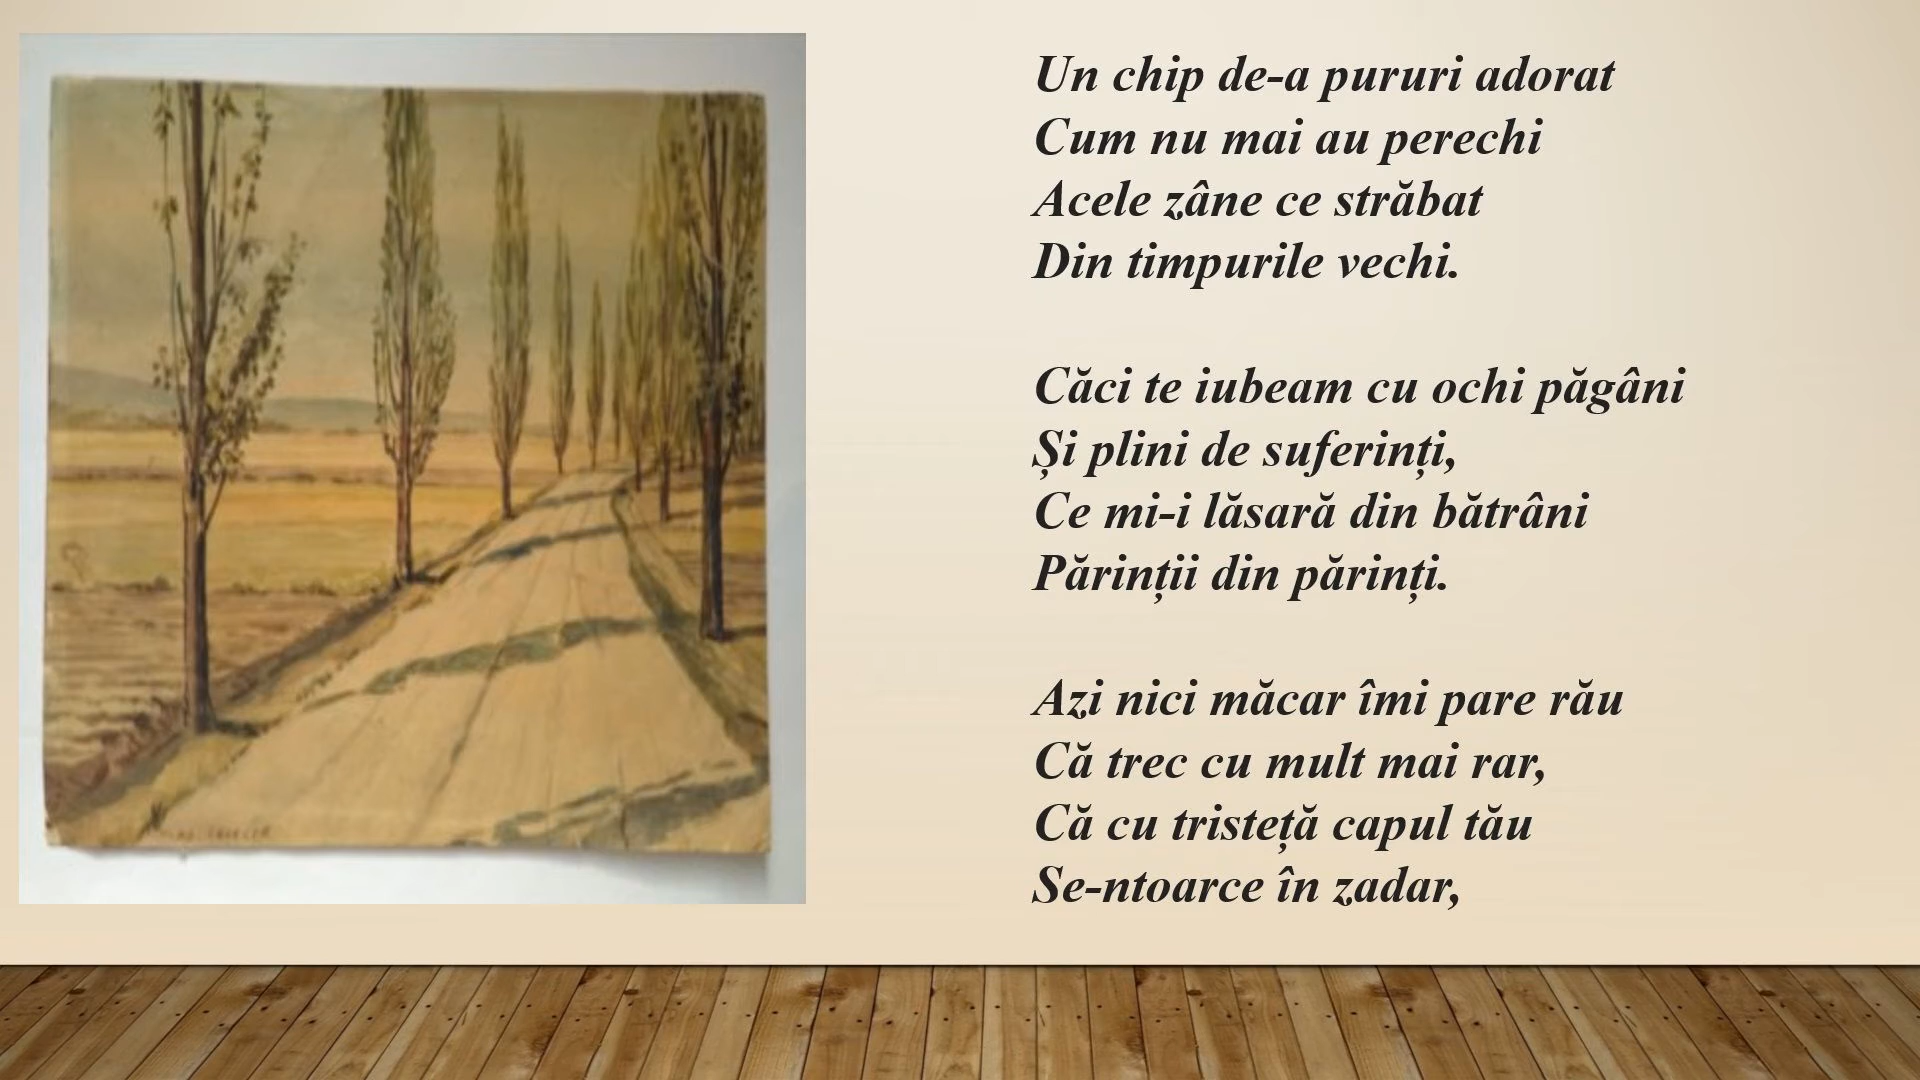 Un chip de-a pururi adorat
Cum nu mai au perechi
Acele zâne ce străbat
Din timpurile vechi.
Căci te iubeam cu ochi păgâni
Și plini de suferinți,
Ce mi-i lăsară din bătrâni
Părinții din părinți.
Azi nici măcar îmi pare rău
Că trec cu mult mai rar,
Că cu tristeță capul tău
Se-ntoarce în zadar,